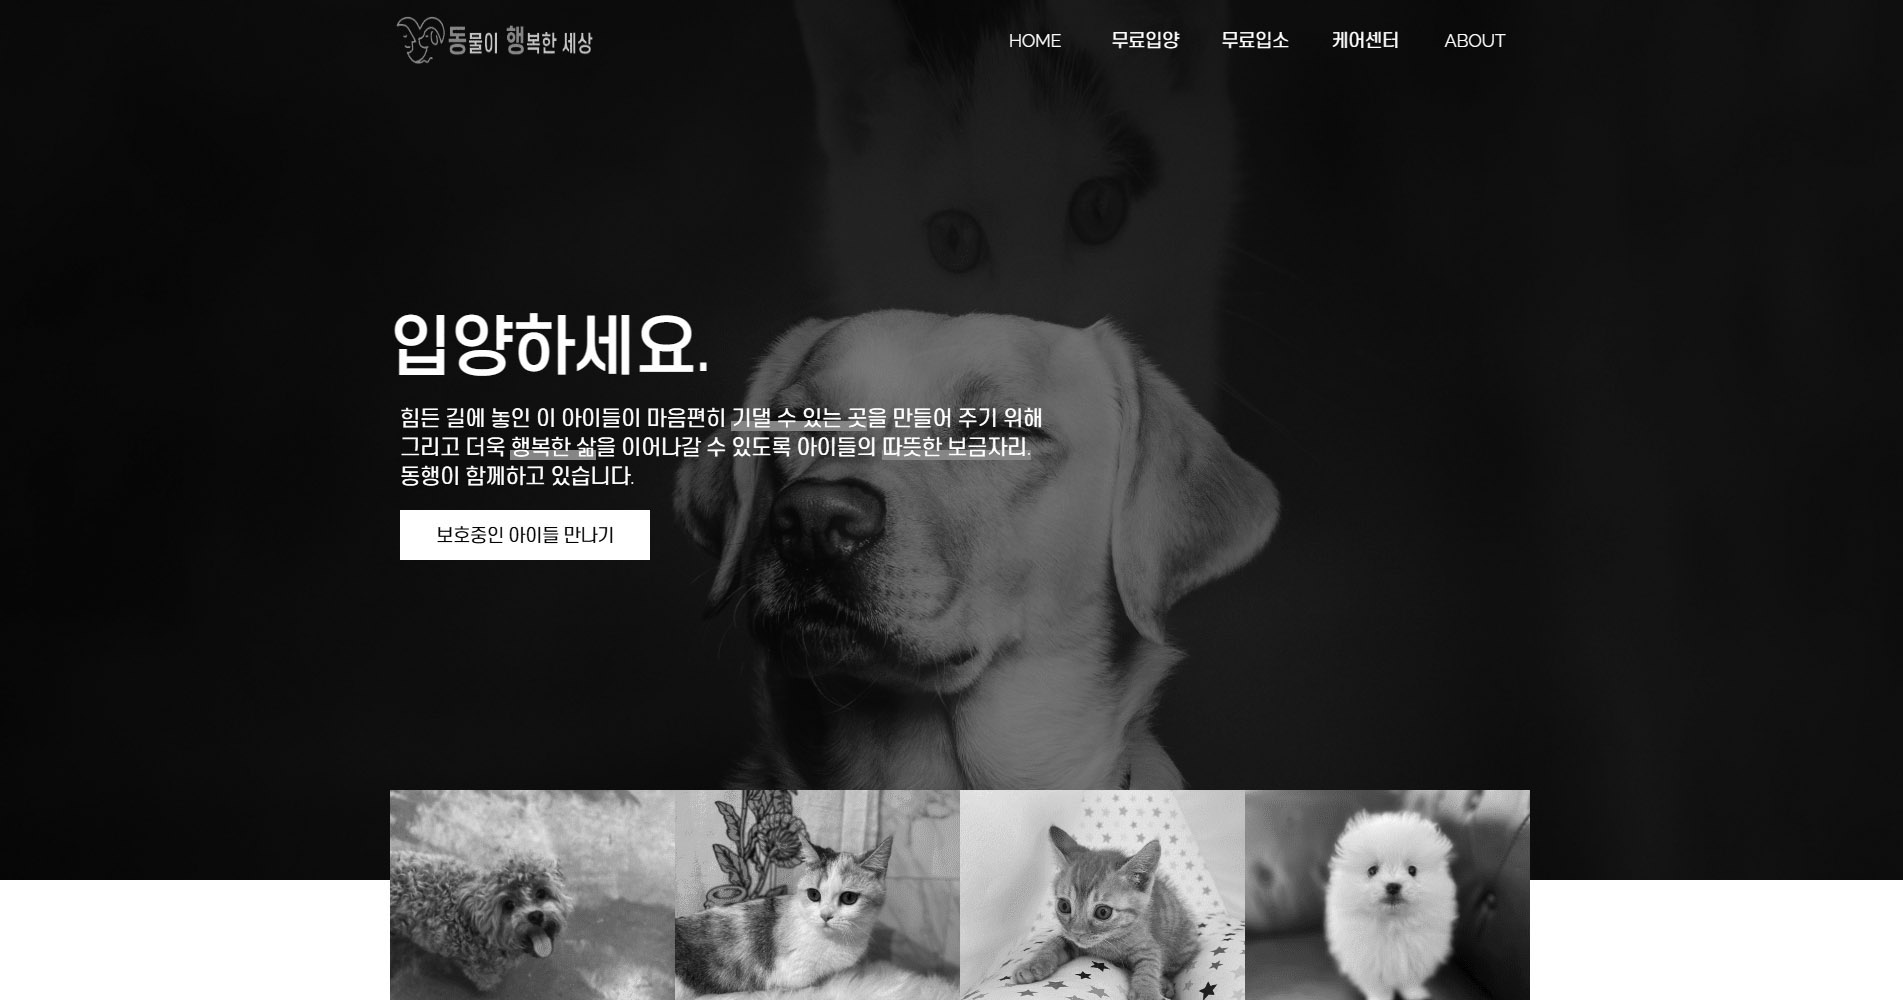 동물이 행복한 세상
HOME 무료입양 무료입소 케어센터 ABOUT
입양하세요.
힘든 길에 놓인 이 아이들이 마음편히 기댈 수 있는 곳을 만들어 주기 위해
그리고 더욱 행복한 삶을 이어나갈 수 있도록 아이들의 따뜻한 보금자리.
동행이 함께하고 있습니다.
보호중인 아이들 만나기